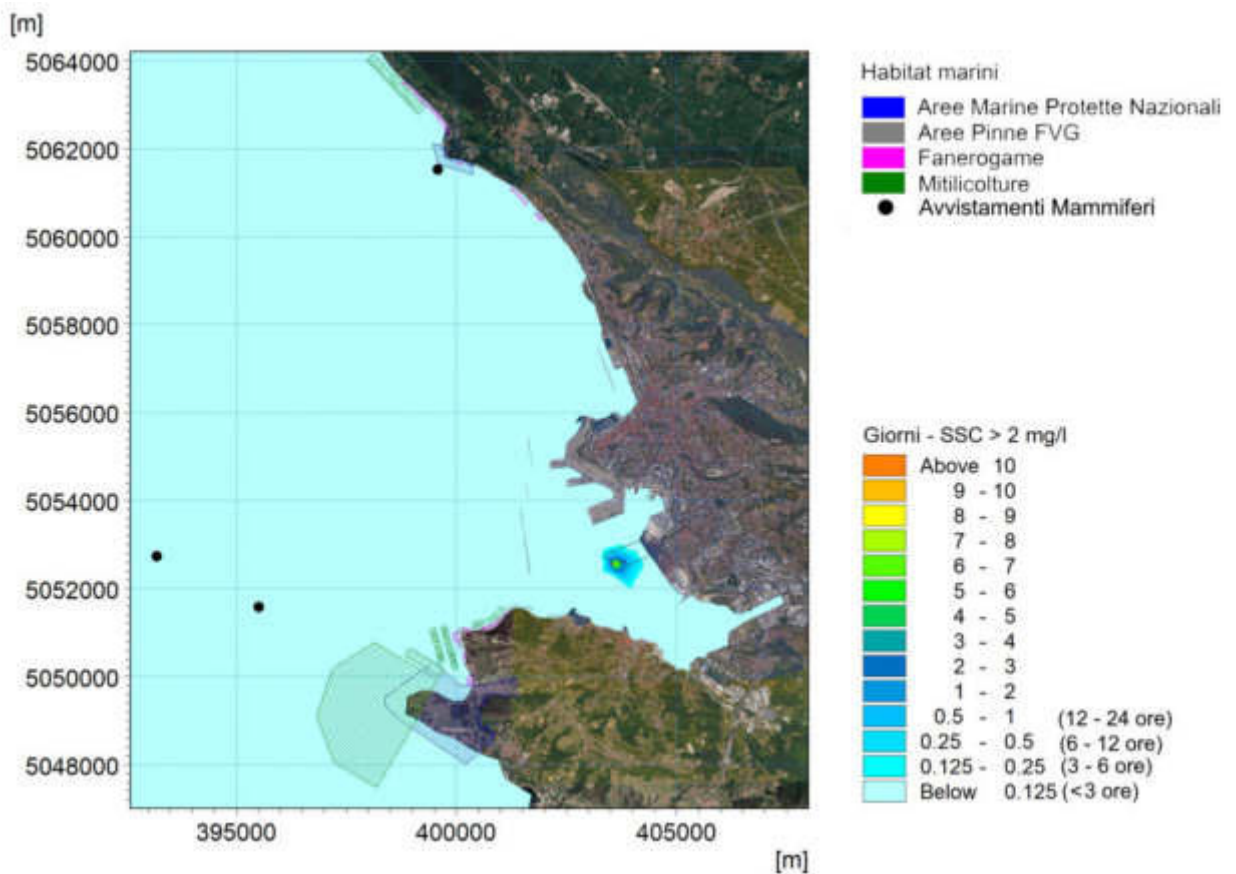 [m]
5064000
5062000
5060000
5058000
5056000
5054000
5052000
5050000
5048000
395000
400000
405000
[m]
Habitat marini
Aree Marine Protette Nazionali
Aree Pinne FVG
Fanerogame
Mitilicolture
Avvistamenti Mammiferi
Giorni - SSC > 2 mg/l
Above 10
9 - 10
8 - 9
7 - 8
6 - 7
5 - 6
4 - 5
3 - 4
2 - 3
1 - 2
0.5 - 1 (12 - 24 ore)
0.25 - 0.5 (6 - 12 ore)
0.125 - 0.25 (3 - 6 ore)
Below 0.125 (<3 ore)